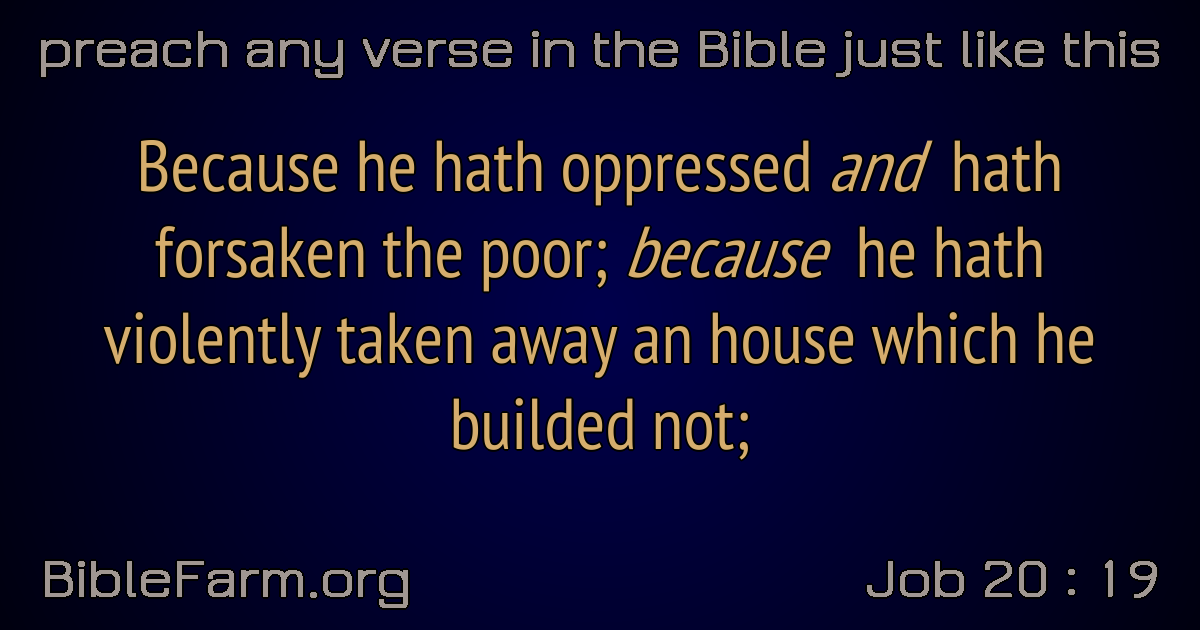 preach any verse in the Bible just like this
Because he hath oppressed and hath
forsaken the poor; because he hath
violently taken away an house which he
builded not;
BibleFarm.org
Job 20 : 19